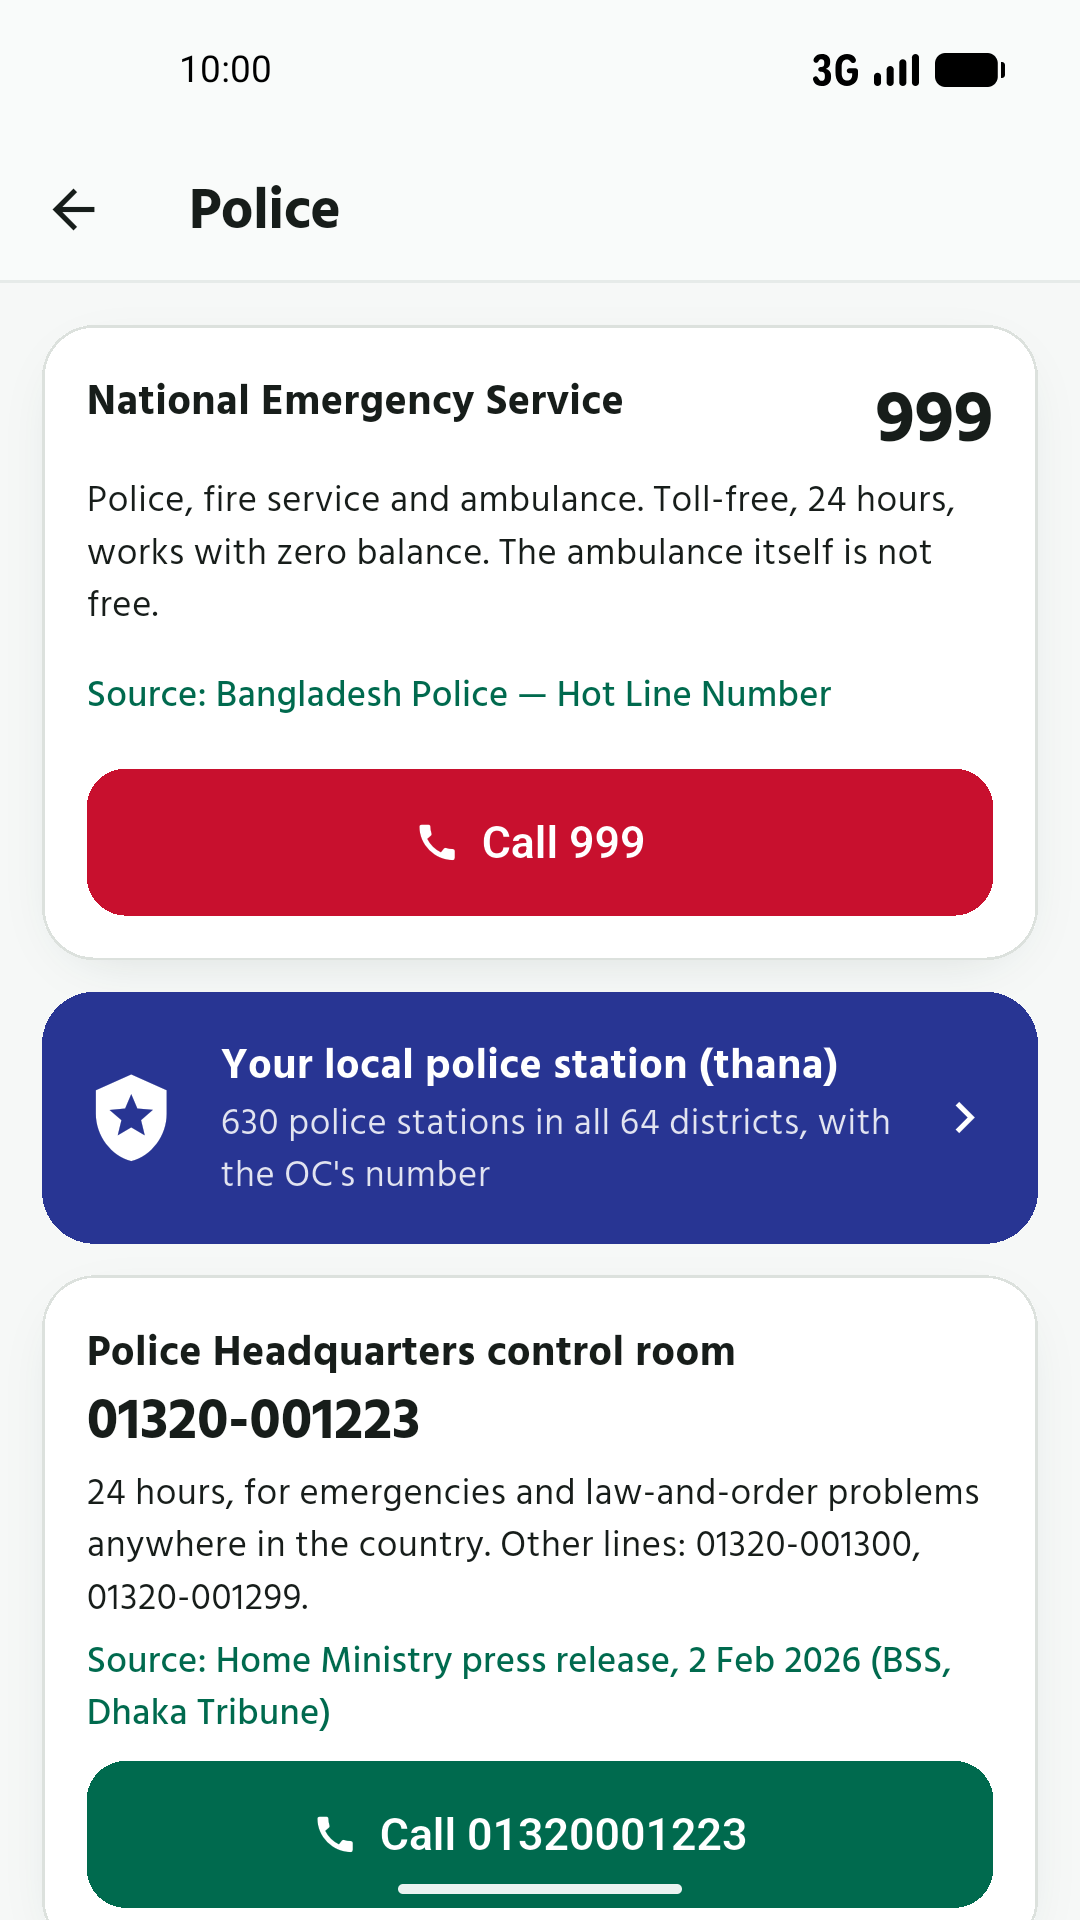 10:00
3G
Police
National Emergency Service
999
Police, fire service and ambulance. Toll-free, 24 hours,
works with zero balance. The ambulance itself is not
free.
Source: Bangladesh Police — Hot Line Number
Call 999
Your local police station (thana)
630 police stations in all 64 districts, with
the OC's number
Police Headquarters control room
01320-001223
24 hours, for emergencies and law-and-order problems
anywhere in the country. Other lines: 01320-001300,
01320-001299.
Source: Home Ministry press release, 2 Feb 2026 (BSS,
Dhaka Tribune)
Call 01320001223